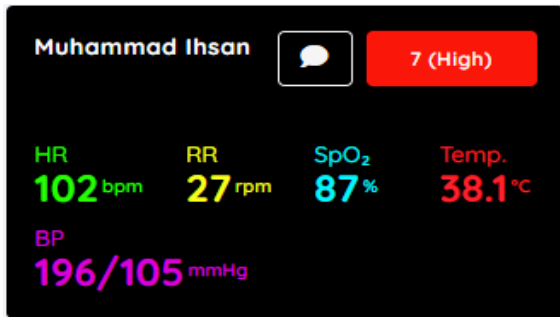 Muhammad Ihsan
7 (High)
HR RR SpO₂ Temp.
102 bpm 27 rpm 87 % 38.1 °C
BP
196/105 mmHg